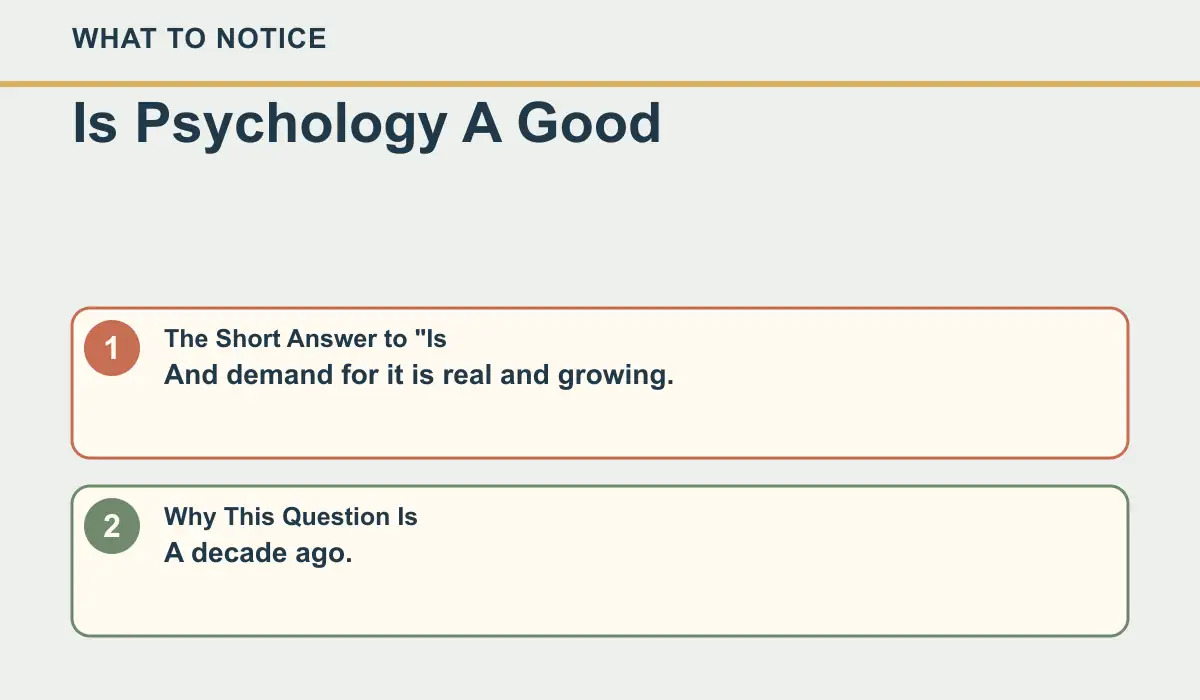 WHAT TO NOTICE
Is Psychology A Good
1
The Short Answer to "Is
And demand for it is real and growing.
2
Why This Question Is
A decade ago.